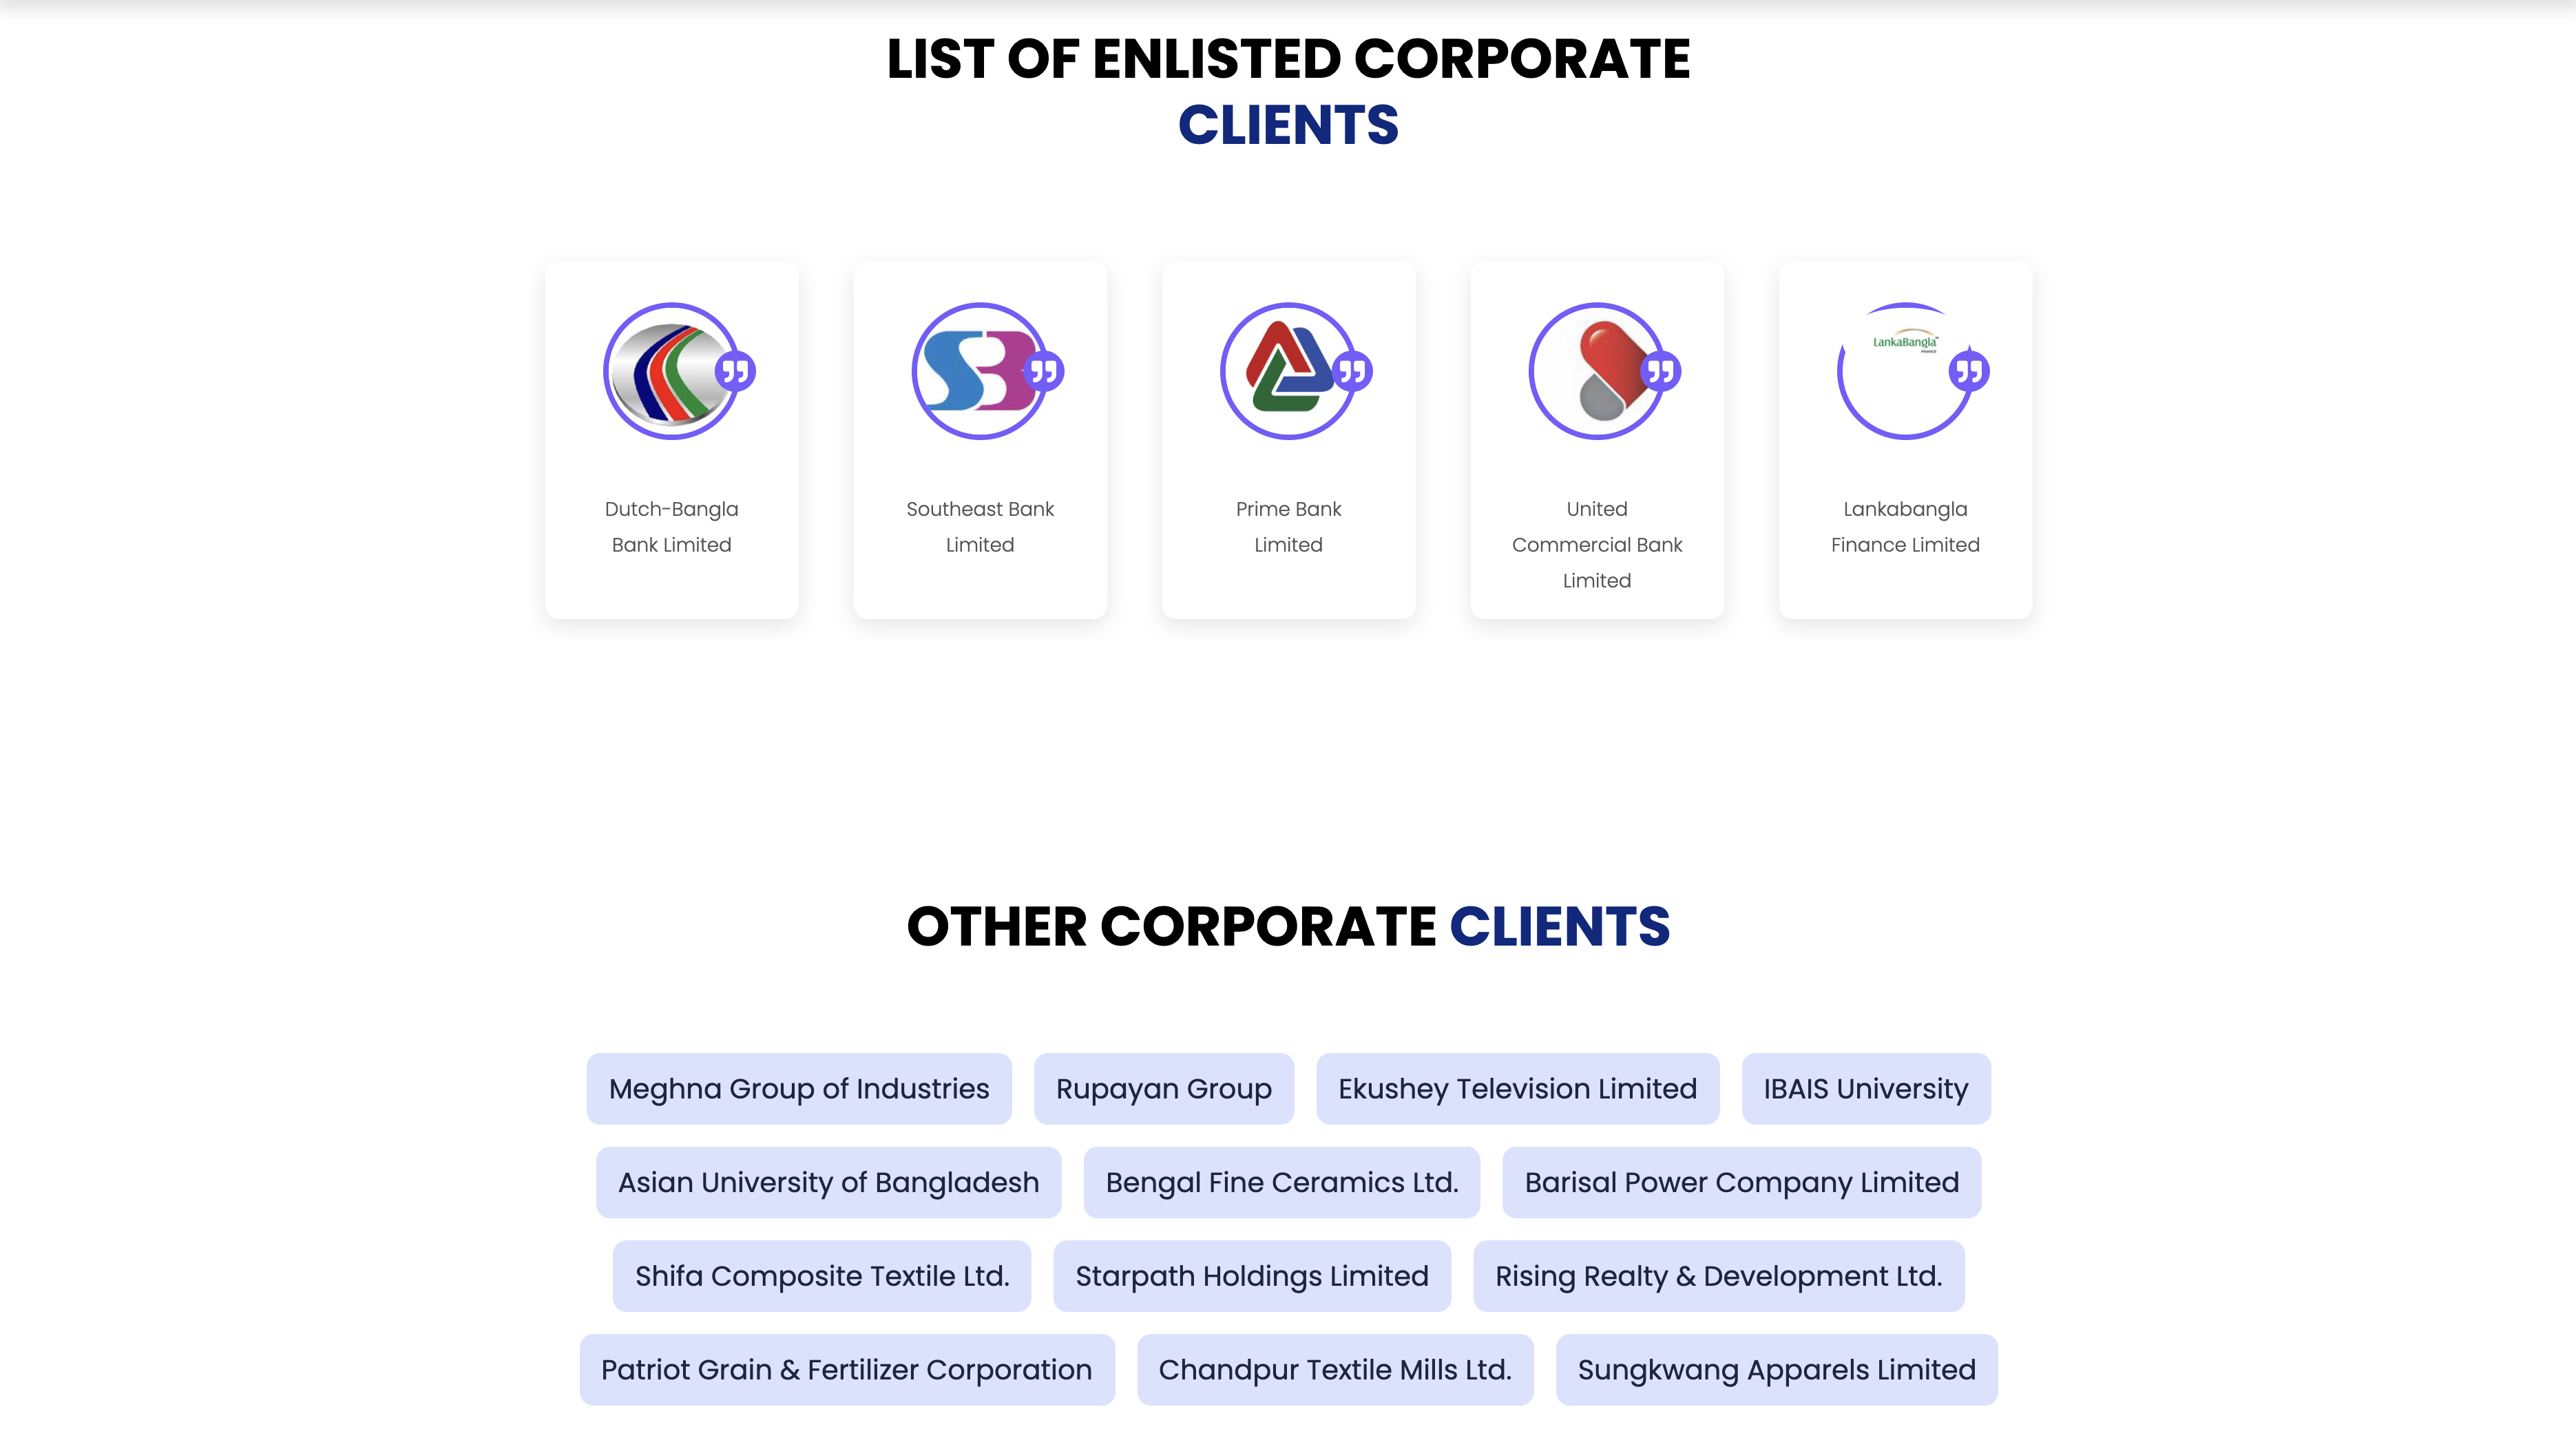 LIST OF ENLISTED CORPORATE
CLIENTS
LankaBangla™
FINANCE
Dutch-Bangla
Bank Limited
Southeast Bank
Limited
Prime Bank
Limited
United
Commercial Bank
Limited
Lankabangla
Finance Limited
OTHER CORPORATE CLIENTS
Meghna Group of Industries
Rupayan Group
Ekushey Television Limited
IBAIS University
Asian University of Bangladesh
Bengal Fine Ceramics Ltd.
Barisal Power Company Limited
Shifa Composite Textile Ltd.
Starpath Holdings Limited
Rising Realty & Development Ltd.
Patriot Grain & Fertilizer Corporation
Chandpur Textile Mills Ltd.
Sungkwang Apparels Limited